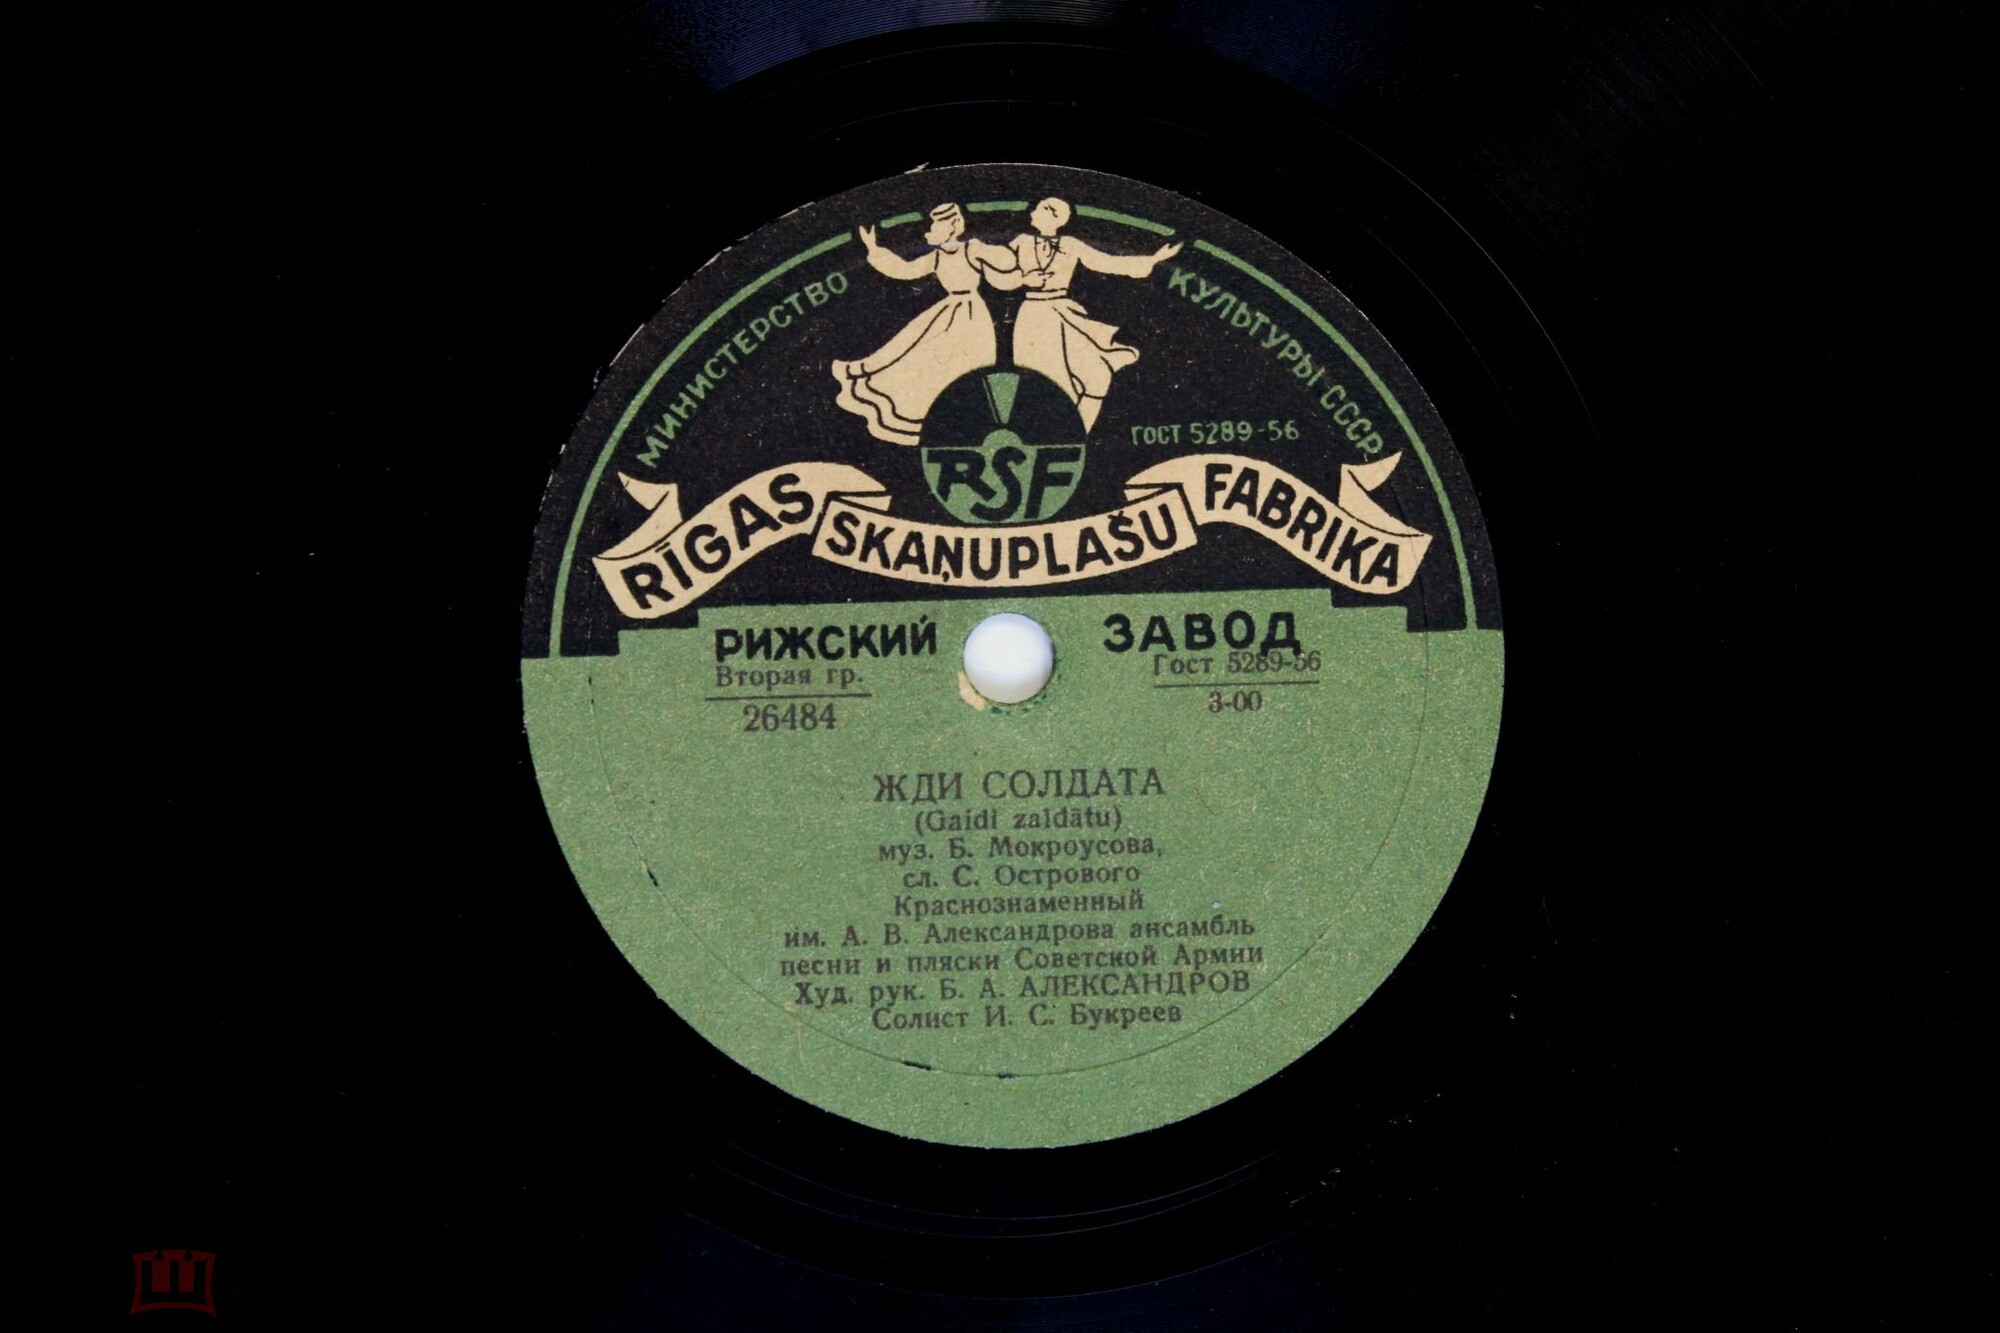 МИНИСТЕРСТВО КУЛЬТУРЫ СССР
ГОСТ 5289-56
RSF
RĪGAS SKAŅUPLAŠU FABRIKA
РИЖСКИЙ ЗАВОД
Вторая гр. Гост 5289-56
26484 3-00
ЖДИ СОЛДАТА
(Gaidi zaldātu)
муз. Б. Мокроусова,
сл. С. Острового
Краснознаменный
им. А. В. Александрова ансамбль
песни и пляски Советской Армии
Худ. рук. Б. А. АЛЕКСАНДРОВ
Солист И. С. Букреев
Ш